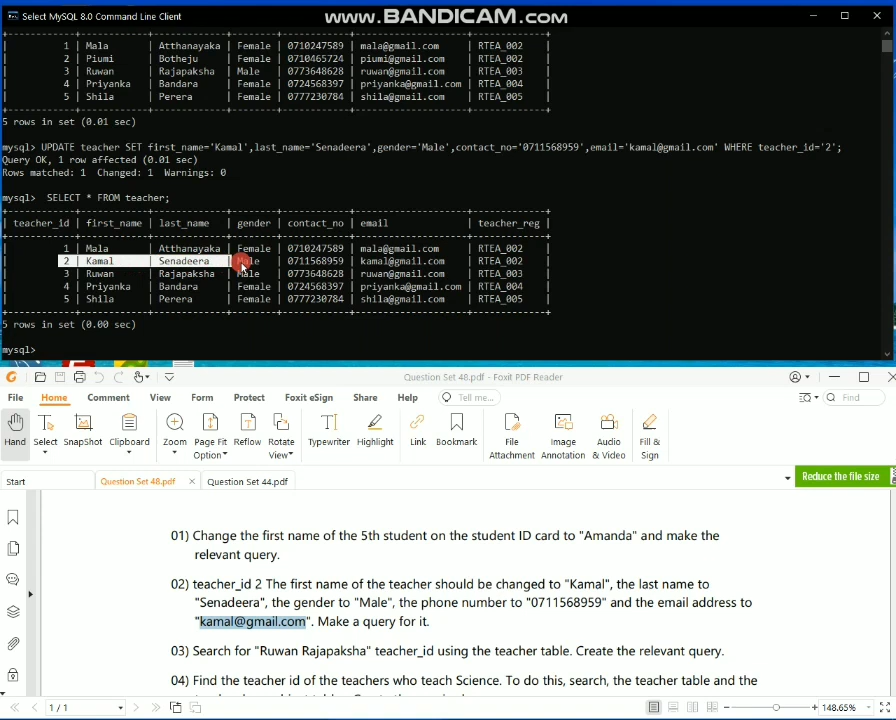 Select MySQL 8.0 Command Line Client
www.BANDICAM.com
| 1 | Mala | Atthanayaka | Female | 0710247589 | mala@gmail.com | RTEA_002 |
| 2 | Piumi | Botheju | Female | 0710465724 | piumi@gmail.com | RTEA_002 |
| 3 | Ruwan | Rajapaksha | Male | 0773648628 | ruwan@gmail.com | RTEA_003 |
| 4 | Priyanka | Bandara | Female | 0724568397 | priyanka@gmail.com | RTEA_004 |
| 5 | Shila | Perera | Female | 0777230784 | shila@gmail.com | RTEA_005 |
5 rows in set (0.01 sec)
mysql> UPDATE teacher SET first_name='Kamal',last_name='Senadeera',gender='Male',contact_no='0711568959',email='kamal@gmail.com' WHERE teacher_id='2';
Query OK, 1 row affected (0.01 sec)
Rows matched: 1 Changed: 1 Warnings: 0
mysql> SELECT * FROM teacher;
| teacher_id | first_name | last_name | gender | contact_no | email | teacher_reg |
| 1 | Mala | Atthanayaka | Female | 0710247589 | mala@gmail.com | RTEA_002 |
| 2 | Kamal | Senadeera | Male | 0711568959 | kamal@gmail.com | RTEA_002 |
| 3 | Ruwan | Rajapaksha | Male | 0773648628 | ruwan@gmail.com | RTEA_003 |
| 4 | Priyanka | Bandara | Female | 0724568397 | priyanka@gmail.com | RTEA_004 |
| 5 | Shila | Perera | Female | 0777230784 | shila@gmail.com | RTEA_005 |
5 rows in set (0.00 sec)
mysql>
Question Set 48.pdf - Foxit PDF Reader
File Home Comment View Form Protect Foxit eSign Share Help Tell me... Find
Hand Select SnapShot Clipboard Zoom Page Fit Option Reflow Rotate View Typewriter Highlight Link Bookmark File Attachment Image Annotation Audio & Video Fill & Sign
Start Question Set 48.pdf Question Set 44.pdf Reduce the file size
01) Change the first name of the 5th student on the student ID card to "Amanda" and make the
relevant query.
02) teacher_id 2 The first name of the teacher should be changed to "Kamal", the last name to
"Senadeera", the gender to "Male", the phone number to "0711568959" and the email address to
"kamal@gmail.com". Make a query for it.
03) Search for "Ruwan Rajapaksha" teacher_id using the teacher table. Create the relevant query.
04) Find the teacher id of the teachers who teach Science. To do this, search, the teacher table and the
1 / 1 148.65%